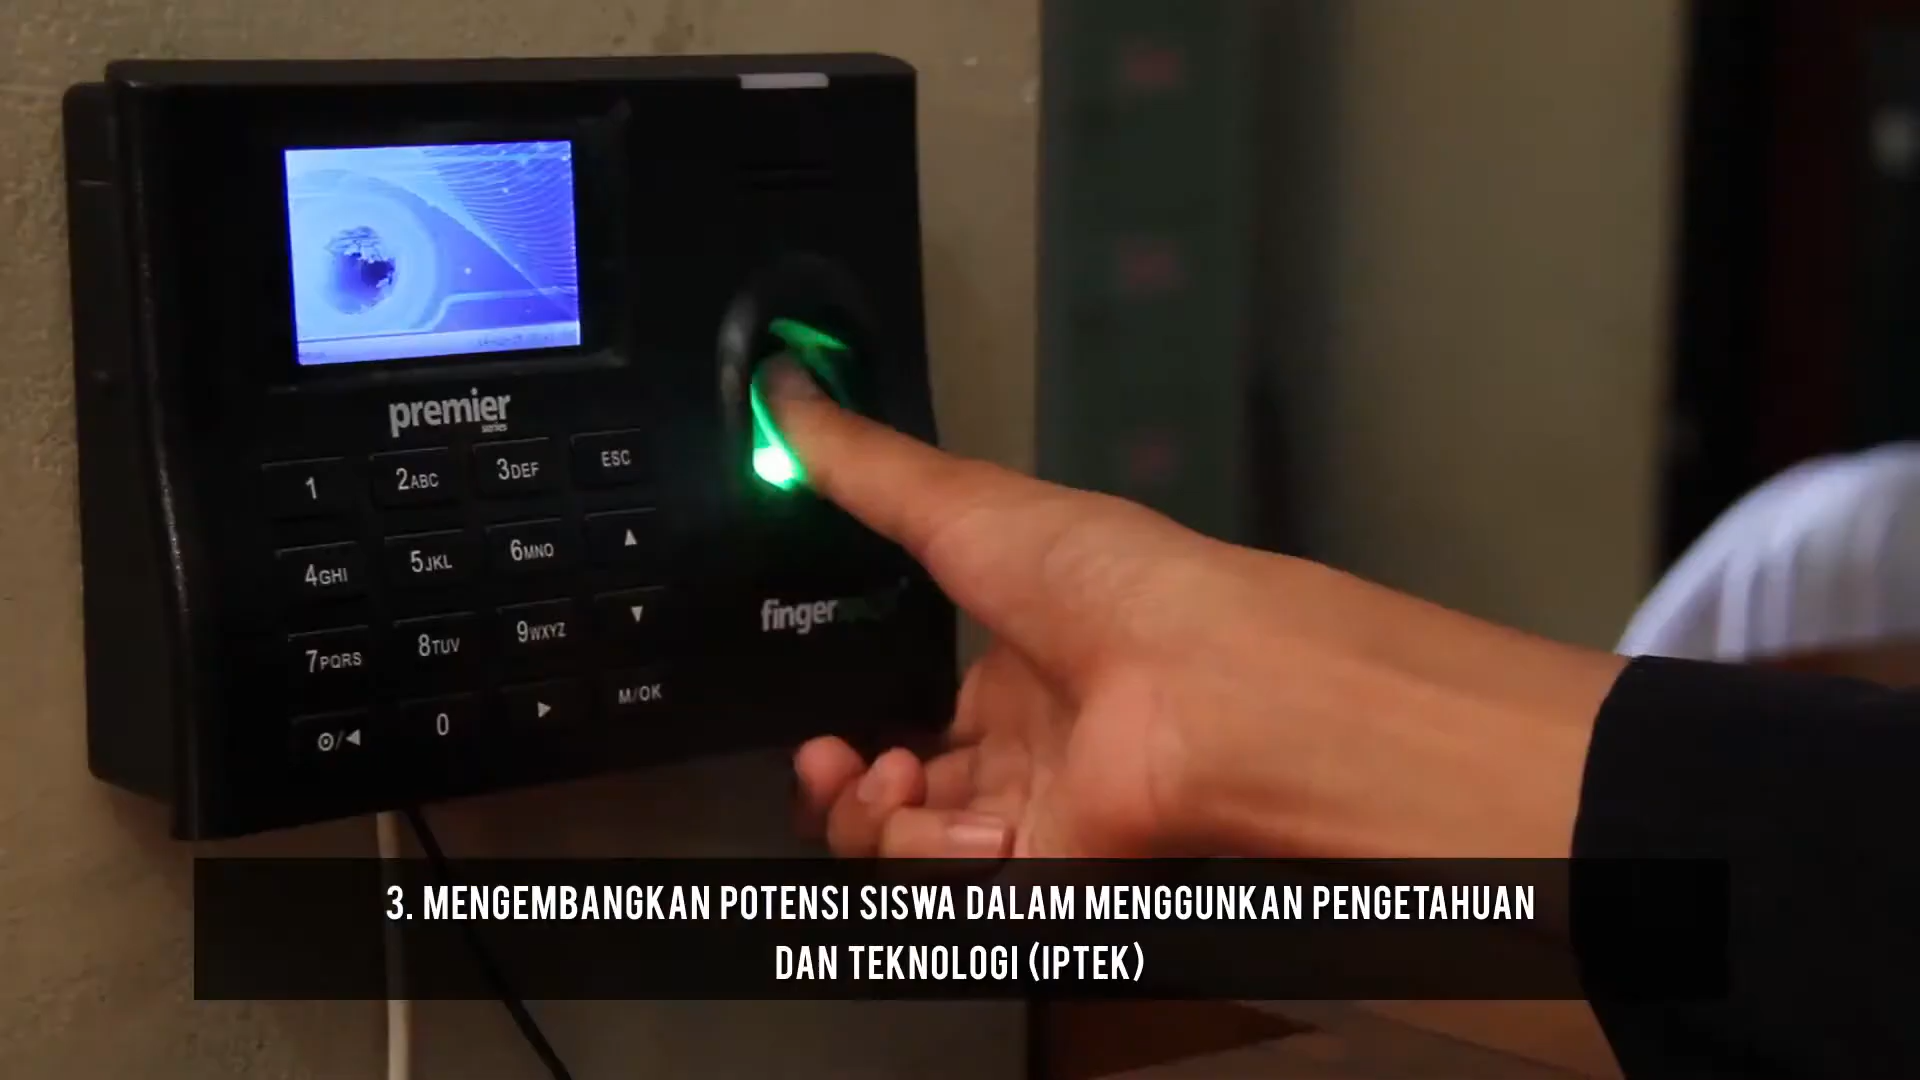 premier
series
1 2ABC 3DEF ESC
4GHI 5JKL 6MNO ▲
7PQRS 8TUV 9WXYZ ▼
⊙/◀ 0 ▶ M/OK
finger
3. MENGEMBANGKAN POTENSI SISWA DALAM MENGGUNKAN PENGETAHUAN
DAN TEKNOLOGI (IPTEK)